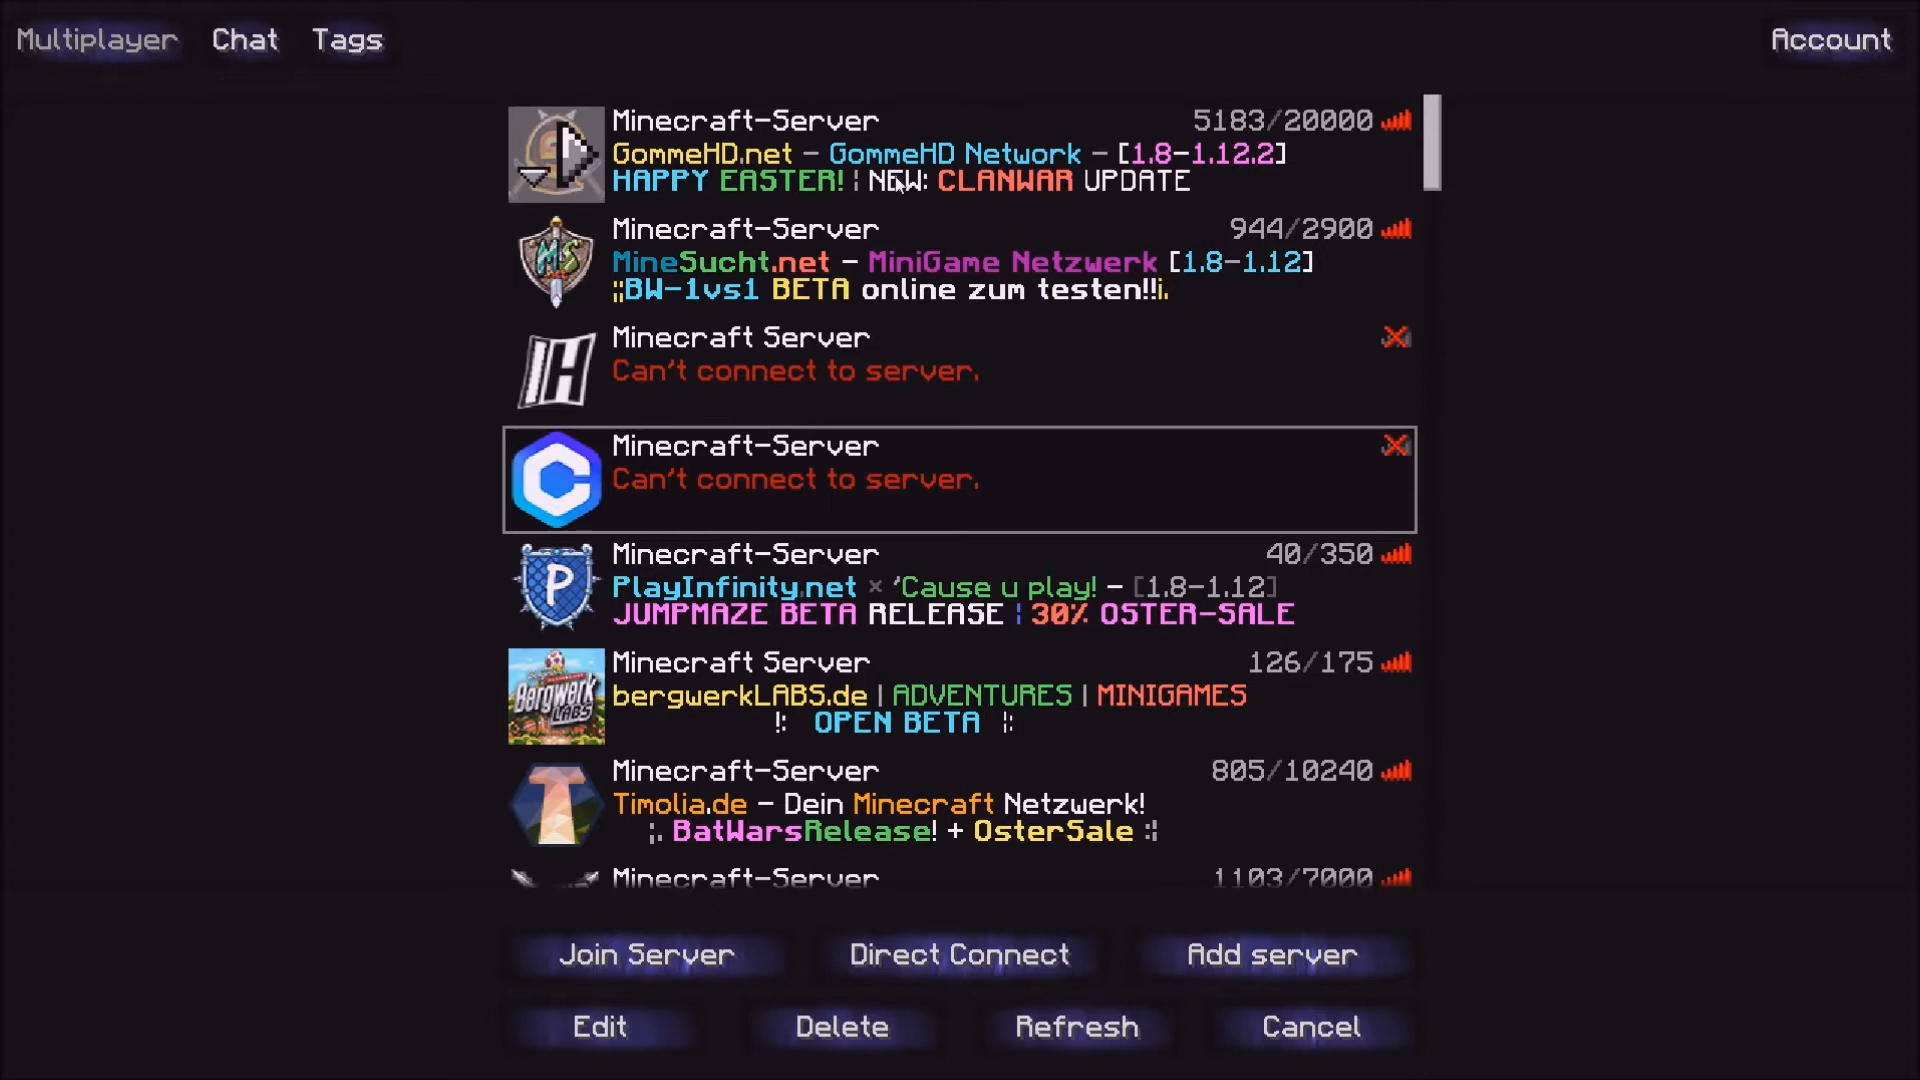 Multiplayer Chat Tags Account
Minecraft-Server 5183/20000
GommeHD.net - GommeHD Network - [1.8-1.12.2]
HAPPY EASTER! ¦ NEW: CLANWAR UPDATE
MS
Minecraft-Server 944/2900
MineSucht.net - MiniGame Netzwerk [1.8-1.12]
¦¦BW-1vs1 BETA online zum testen!!¡.
H
Minecraft Server
Can't connect to server.
C
Minecraft-Server
Can't connect to server.
P
Minecraft-Server 40/350
PlayInfinity.net × 'Cause u play! - [1.8-1.12]
JUMPMAZE BETA RELEASE ¦ 30% OSTER-SALE
Bergwerk
LABS
Minecraft Server 126/175
bergwerkLABS.de | ADVENTURES | MINIGAMES
!: OPEN BETA ¦:
T
Minecraft-Server 805/10240
Timolia.de - Dein Minecraft Netzwerk!
¦. BatWarsRelease! + OsterSale :¦
Minecraft-Server 1103/7000
Join Server Direct Connect Add server
Edit Delete Refresh Cancel